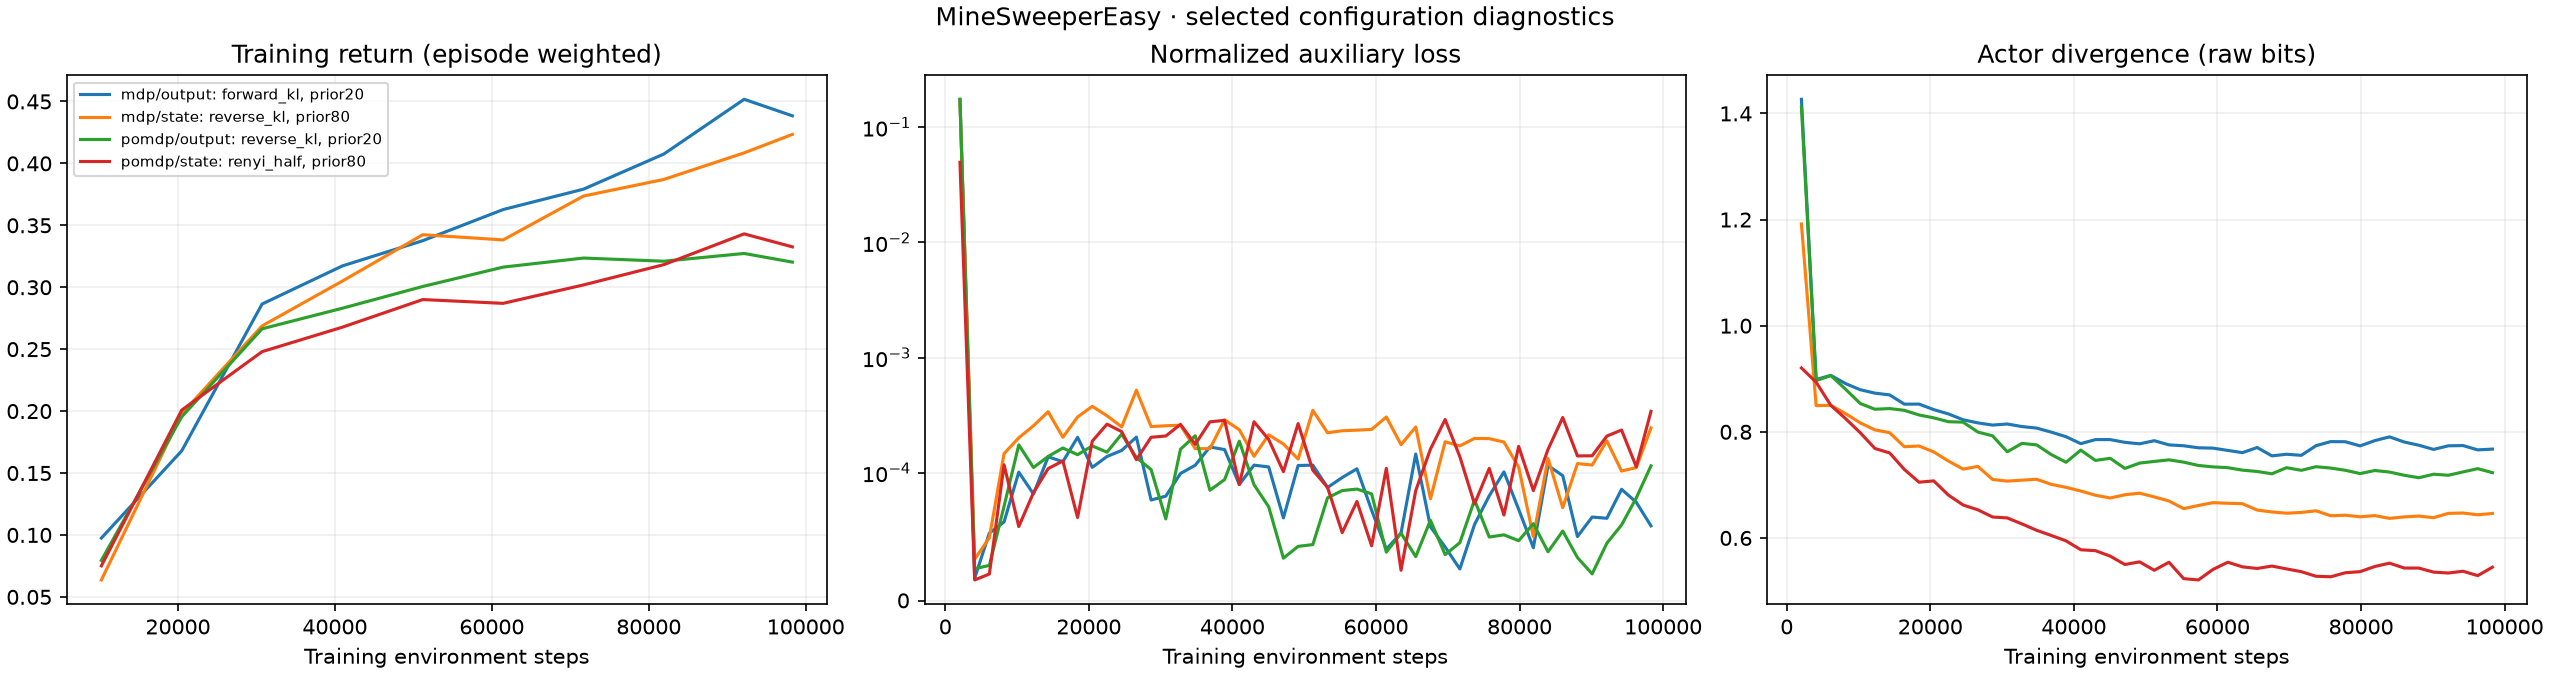 MineSweeperEasy · selected configuration diagnostics
Training return (episode weighted)
0.45
0.40
0.35
0.30
0.25
0.20
0.15
0.10
0.05
mdp/output: forward_kl, prior20
mdp/state: reverse_kl, prior80
pomdp/output: reverse_kl, prior20
pomdp/state: renyi_half, prior80
20000 40000 60000 80000 100000
Training environment steps
Normalized auxiliary loss
10⁻¹
10⁻²
10⁻³
10⁻⁴
0
0 20000 40000 60000 80000 100000
Training environment steps
Actor divergence (raw bits)
1.4
1.2
1.0
0.8
0.6
0 20000 40000 60000 80000 100000
Training environment steps